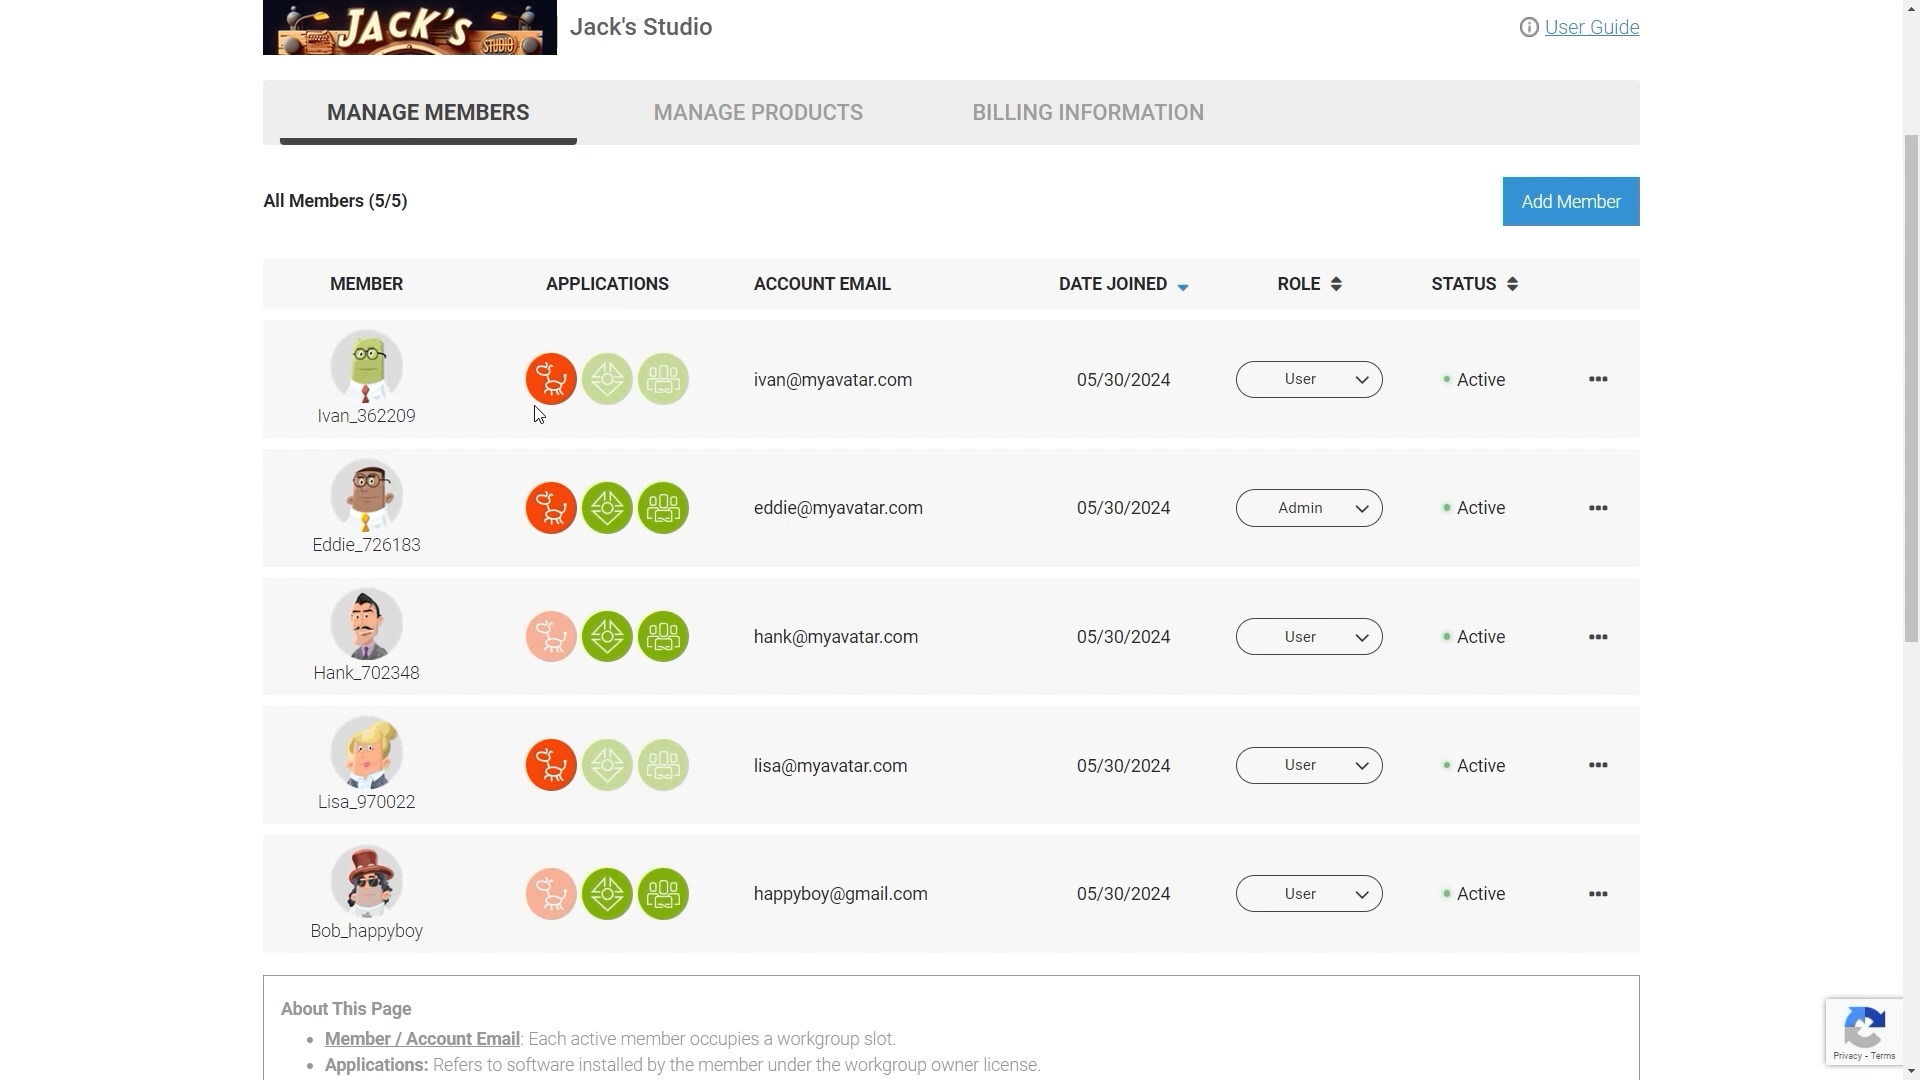 JACK'S
STUDIO
Jack's Studio
User Guide
MANAGE MEMBERS MANAGE PRODUCTS BILLING INFORMATION
All Members (5/5)
Add Member
MEMBER APPLICATIONS ACCOUNT EMAIL DATE JOINED ROLE STATUS
ivan@myavatar.com 05/30/2024 User Active
Ivan_362209
eddie@myavatar.com 05/30/2024 Admin Active
Eddie_726183
hank@myavatar.com 05/30/2024 User Active
Hank_702348
lisa@myavatar.com 05/30/2024 User Active
Lisa_970022
happyboy@gmail.com 05/30/2024 User Active
Bob_happyboy
About This Page
• Member / Account Email: Each active member occupies a workgroup slot.
• Applications: Refers to software installed by the member under the workgroup owner license.
Privacy - Terms